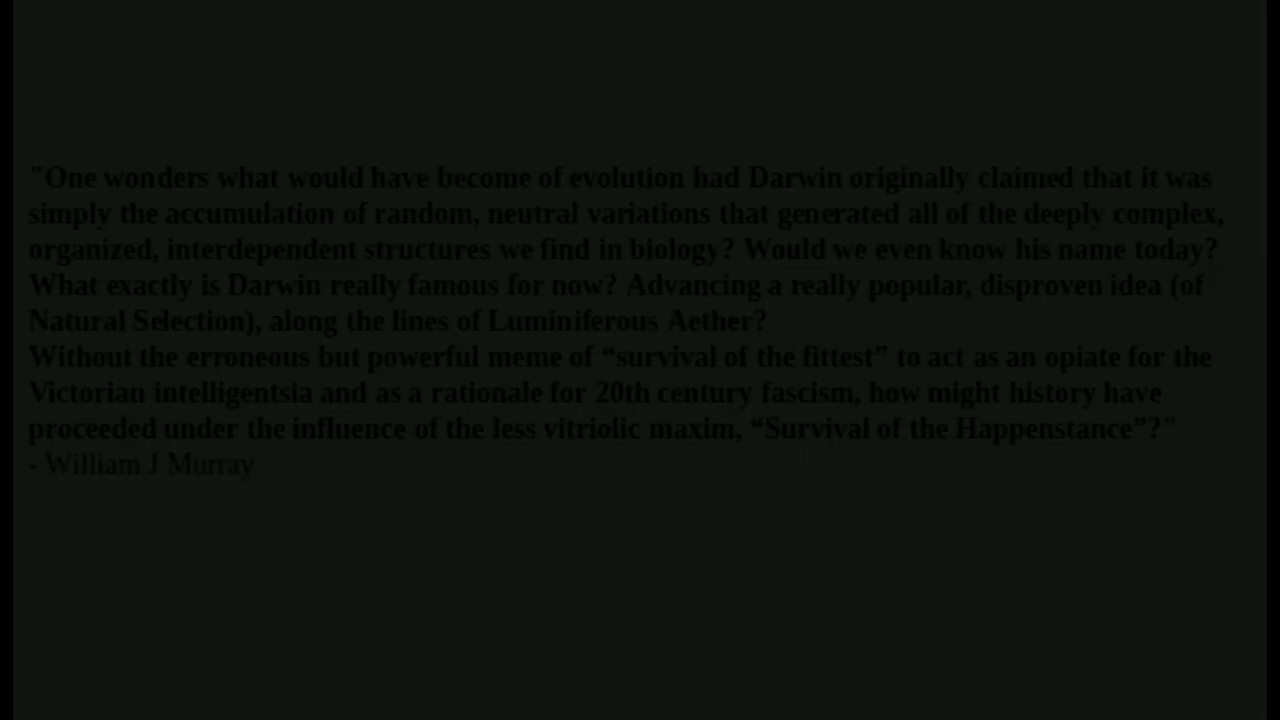 "One wonders what would have become of evolution had Darwin originally claimed that it was
simply the accumulation of random, neutral variations that generated all of the deeply complex,
organized, interdependent structures we find in biology? Would we even know his name today?
What exactly is Darwin really famous for now? Advancing a really popular, disproven idea (of
Natural Selection), along the lines of Luminiferous Aether?
Without the erroneous but powerful meme of “survival of the fittest” to act as an opiate for the
Victorian intelligentsia and as a rationale for 20th century fascism, how might history have
proceeded under the influence of the less vitriolic maxim, “Survival of the Happenstance”?"
- William J Murray